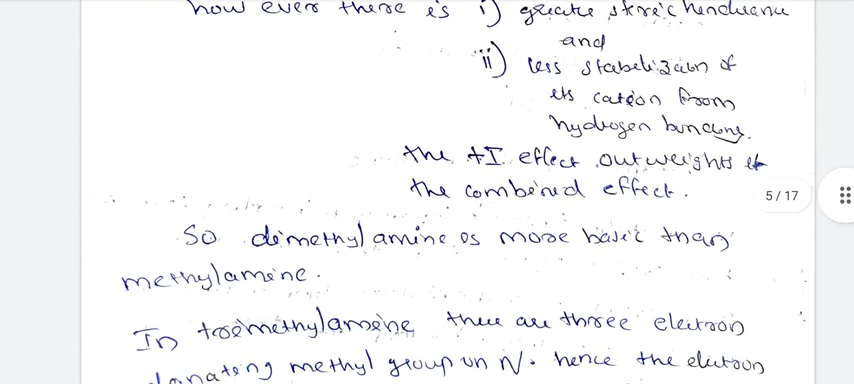 how ever there is i) greater steric hindrance
and
ii) less stabilization of
its cation from
hydrogen bonding.
the +I effect outweights
the combined effect.
5 / 17
So dimethylamine is more basic than
methylamine.
In trimethylamine there are three electron
donating methyl group on N. hence the electron